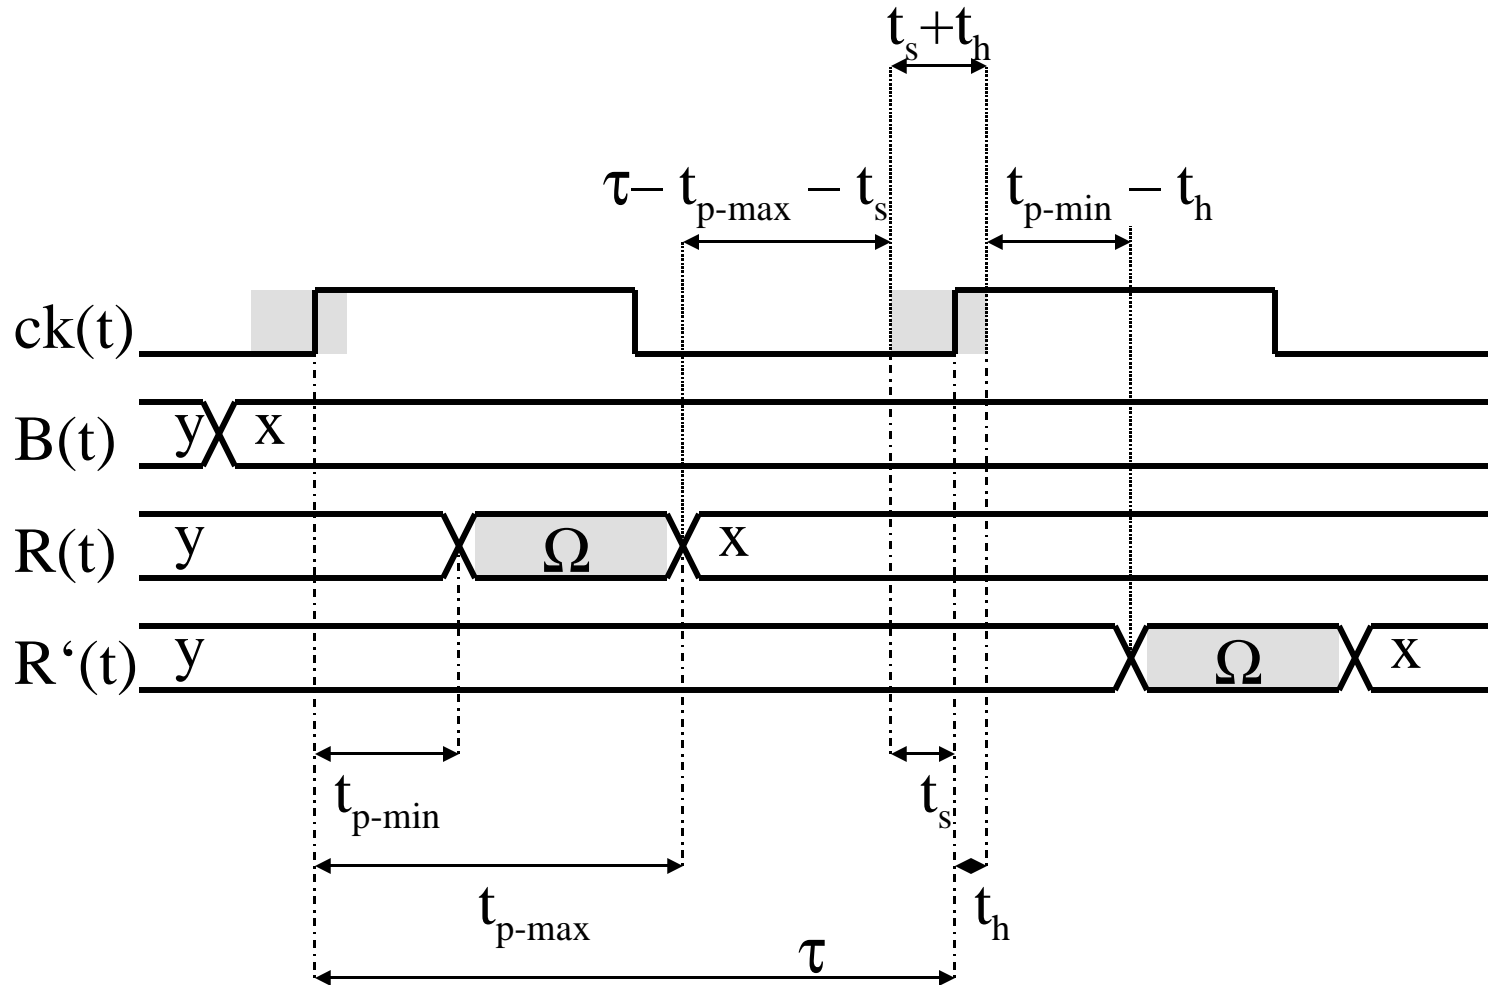 tₛ+tₕ
τ– tₚ₋ₘₐₓ – tₛ
tₚ₋ₘᵢₙ – tₕ
ck(t)
B(t) y x
R(t) y Ω x
R‘(t) y Ω x
tₚ₋ₘᵢₙ
tₛ
tₚ₋ₘₐₓ
tₕ
τ